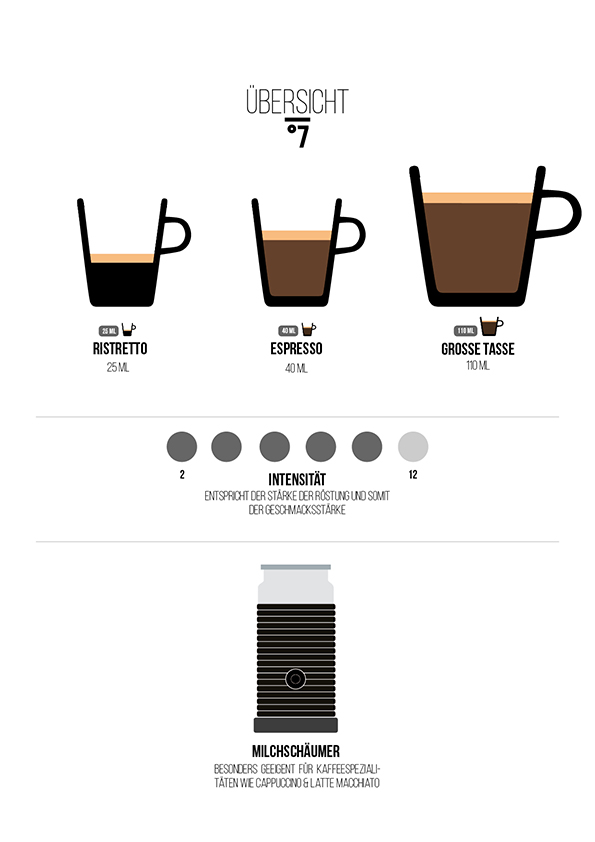 ÜBERSICHT
°7
25 ML
40 ML
110 ML
RISTRETTO
ESPRESSO
GROSSE TASSE
25 ML
40 ML
110 ML
2
12
INTENSITÄT
ENTSPRICHT DER STÄRKE DER RÖSTUNG UND SOMIT
DER GESCHMACKSSTÄRKE
MILCHSCHÄUMER
BESONDERS GEEIGENT FÜR KAFFEESPEZIALI-
TÄTEN WIE CAPPUCCINO & LATTE MACCHIATO